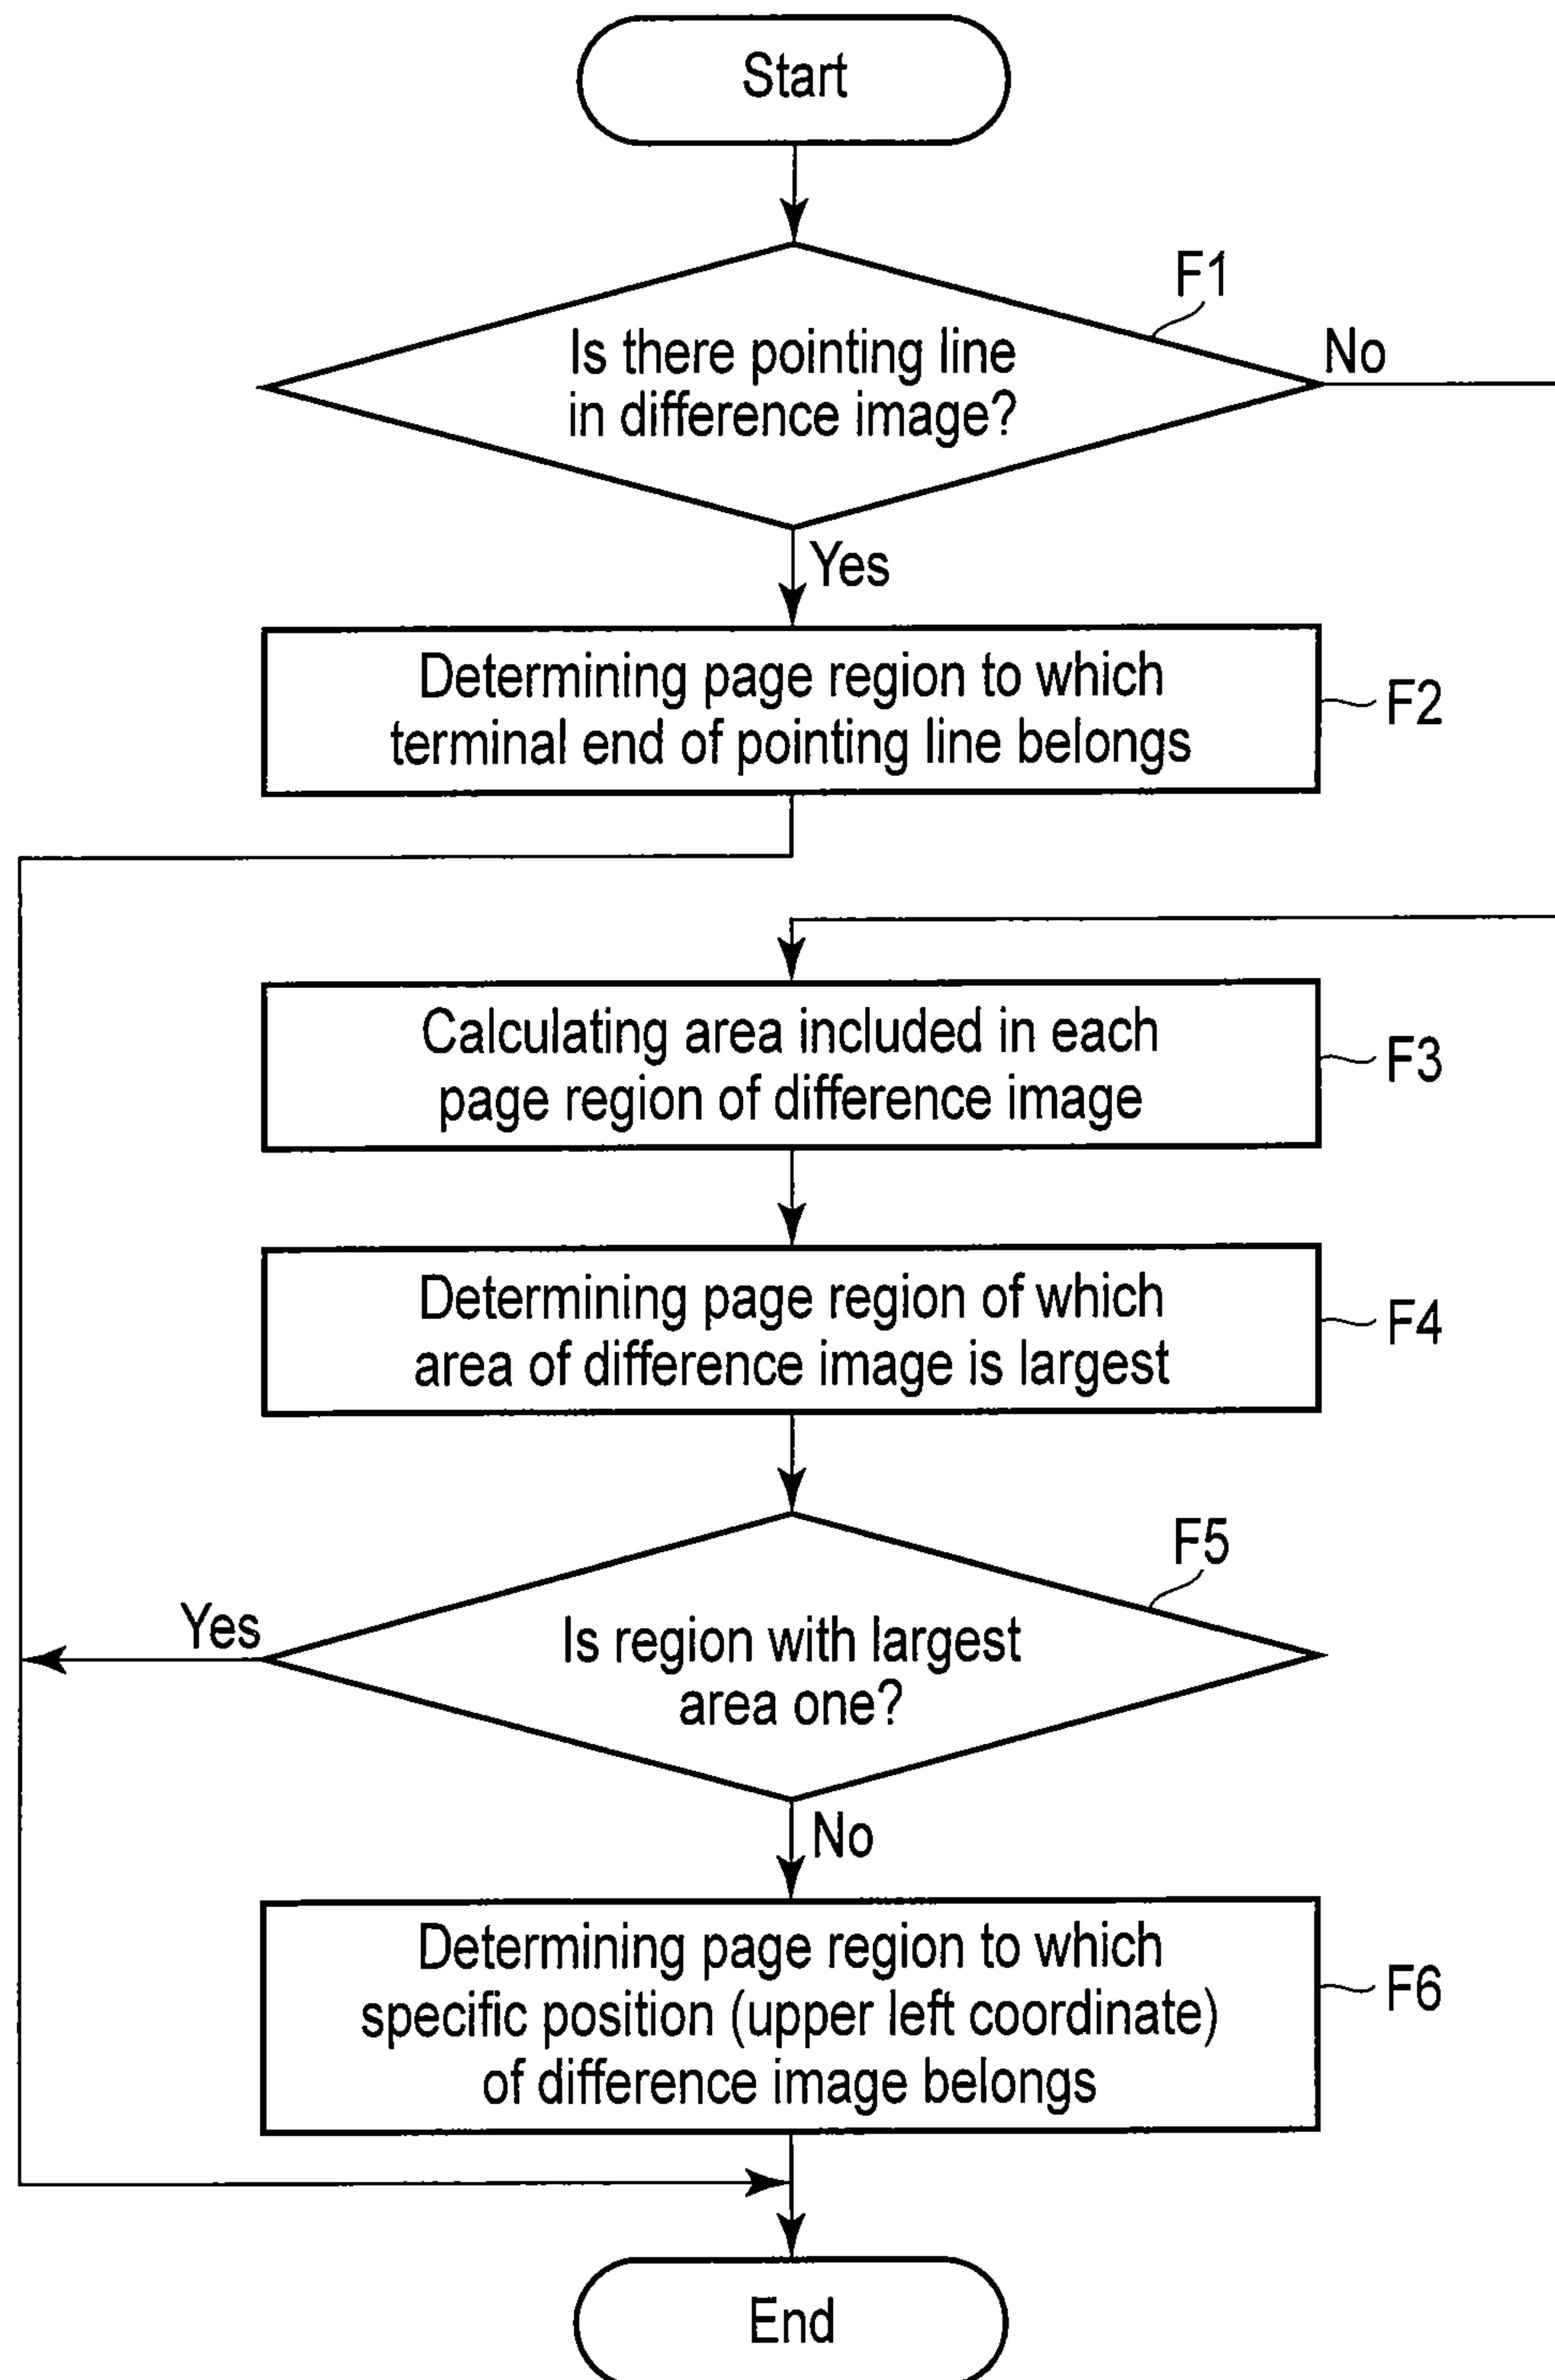 Start
F1
Is there pointing line
in difference image?
No
Yes
Determining page region to which
terminal end of pointing line belongs
F2
Calculating area included in each
page region of difference image
F3
Determining page region of which
area of difference image is largest
F4
F5
Yes
Is region with largest
area one?
No
Determining page region to which
specific position (upper left coordinate)
of difference image belongs
F6
End